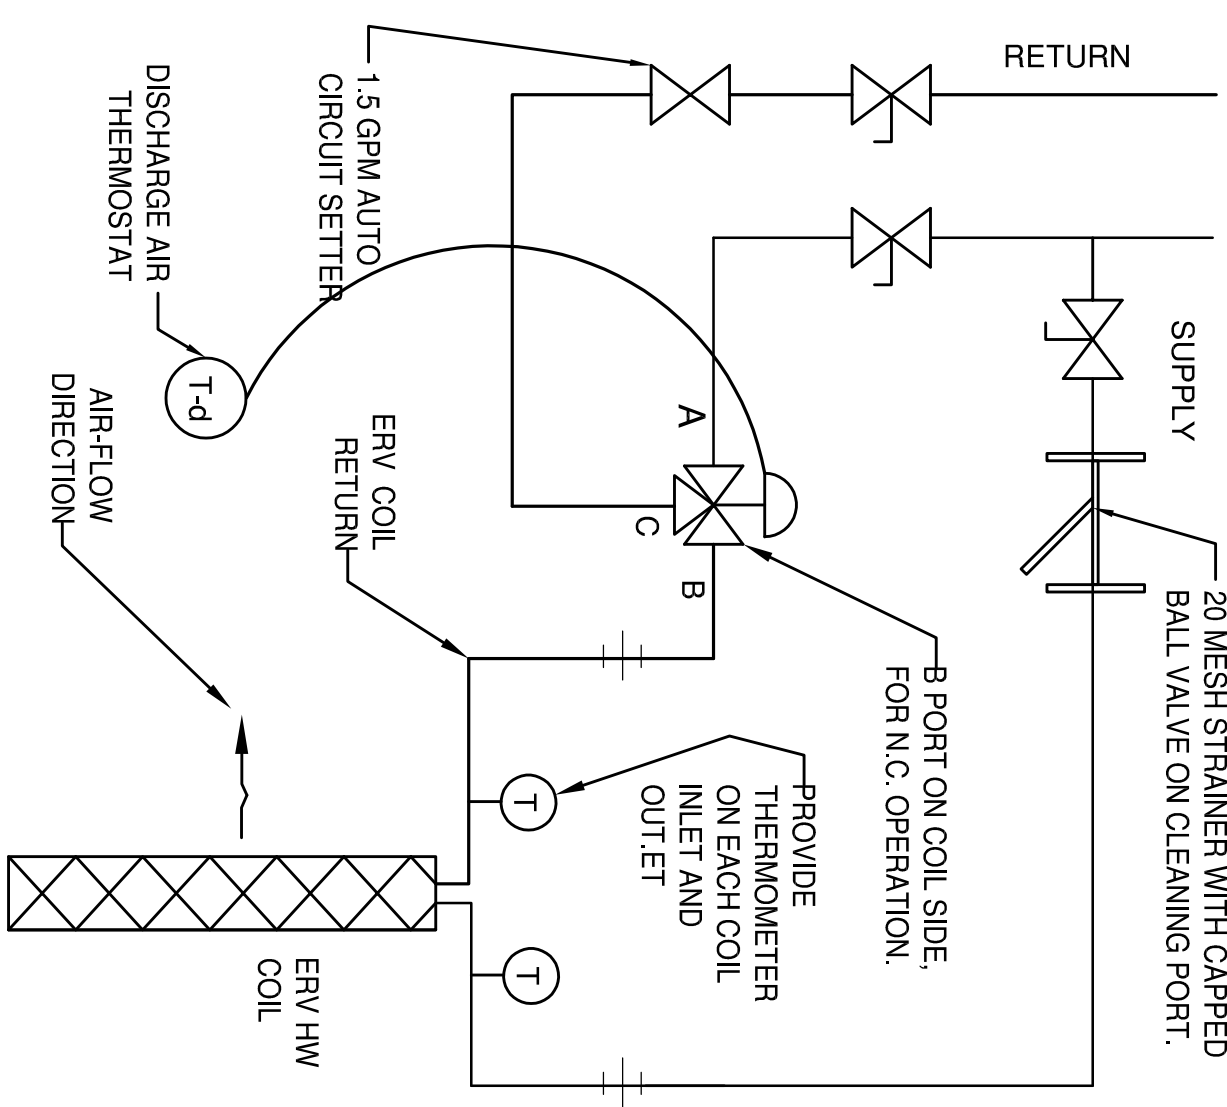 RETURN
SUPPLY
20 MESH STRAINER WITH CAPPED
BALL VALVE ON CLEANING PORT.
B PORT ON COIL SIDE,
FOR N.C. OPERATION.
PROVIDE
THERMOMETER
ON EACH COIL
INLET AND
OUT.ET
A
C
B
1.5 GPM AUTO
CIRCUIT SETTER
ERV COIL
RETURN
T
T
ERV HW
COIL
DISCHARGE AIR
THERMOSTAT
T-d
AIR-FLOW
DIRECTION